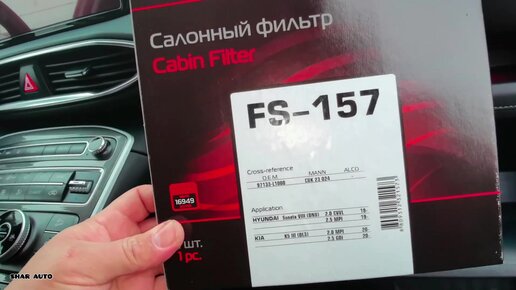 Салонный фильтр
Cabin Filter
FS-157
Cross-reference
O.E.M. MANN ALCO
97133-L1000 CUK 23 024 -
16949
Application
HYUNDAI Sonata VIII (DN8) 2.0 CVVL 19-
2.5 MPI 19-
KIA K5 III (DL3) 2.0 MPI 20-
2.5 GDI 20-
шт.
1 pc.
SHAR AUTO